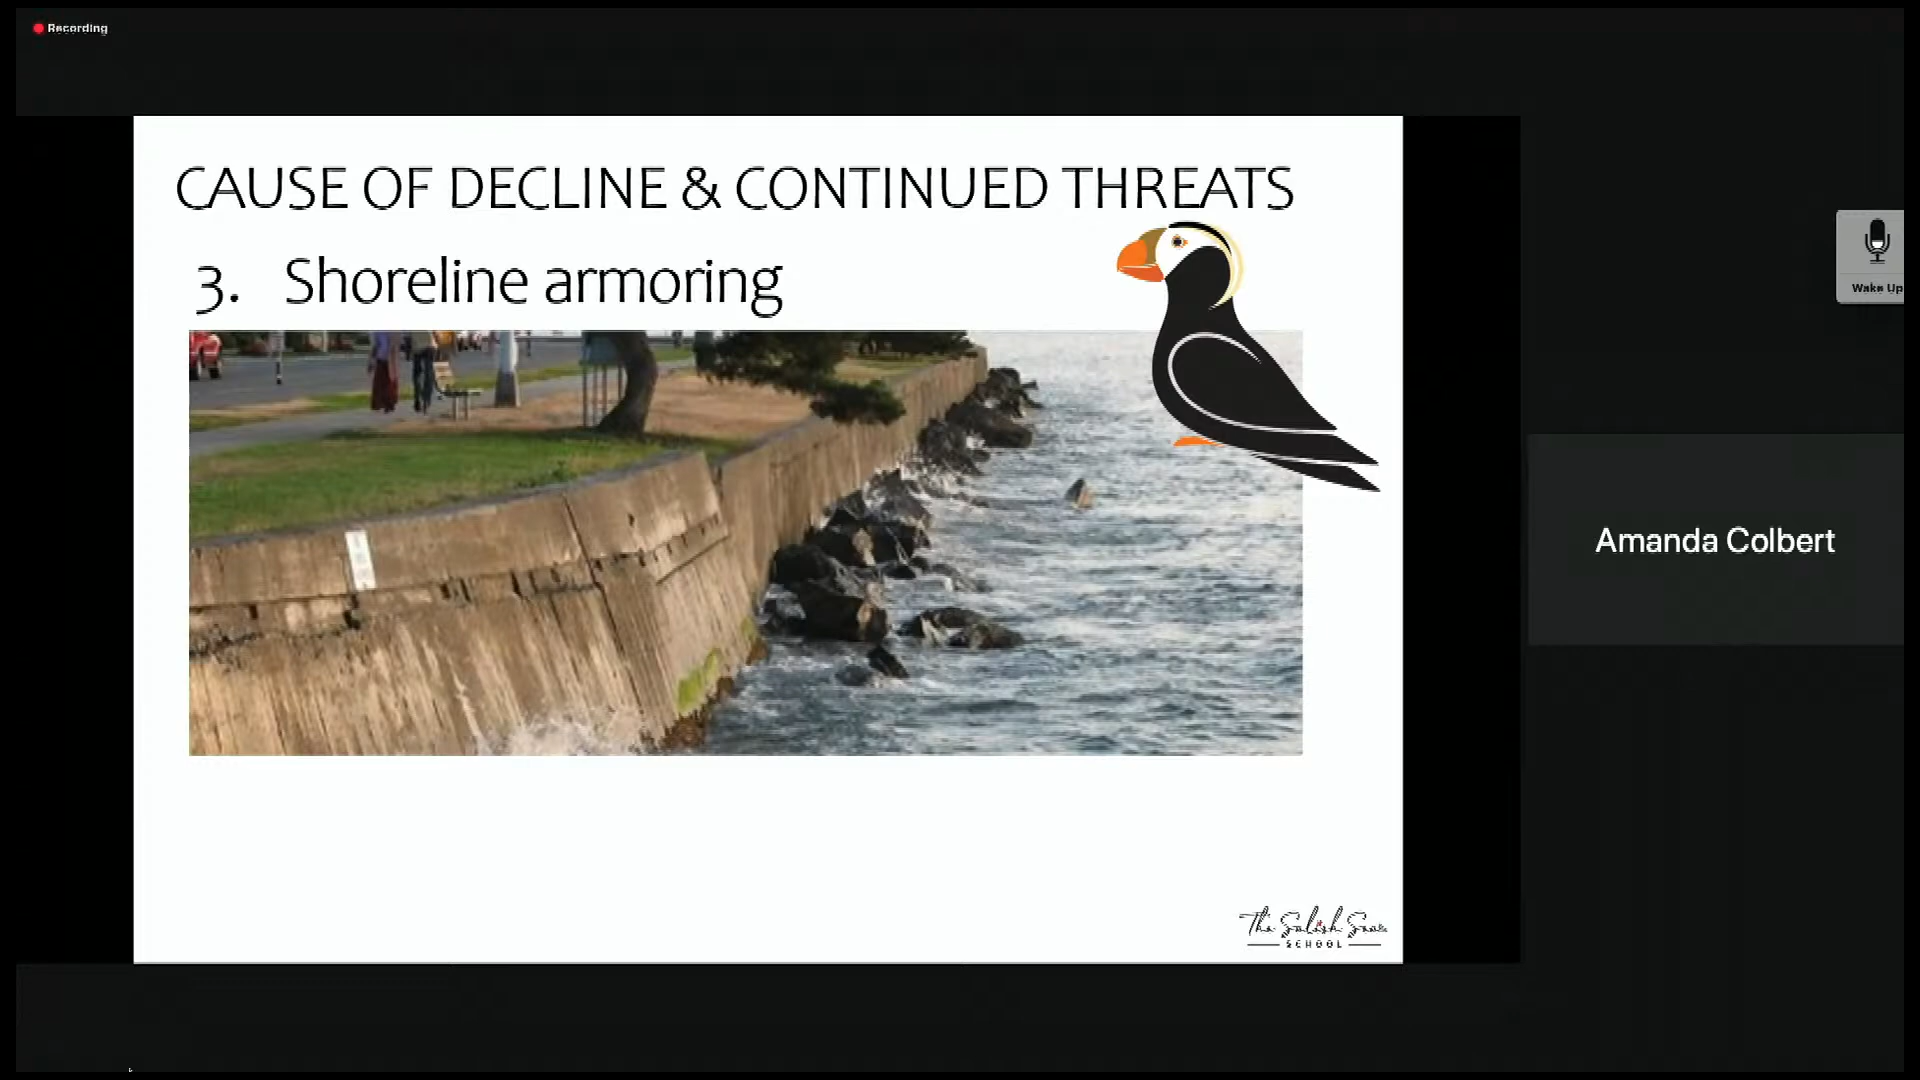 Recording
CAUSE OF DECLINE & CONTINUED THREATS
3. Shoreline armoring
Wake Up
Amanda Colbert
The Salish Sea
SCHOOL